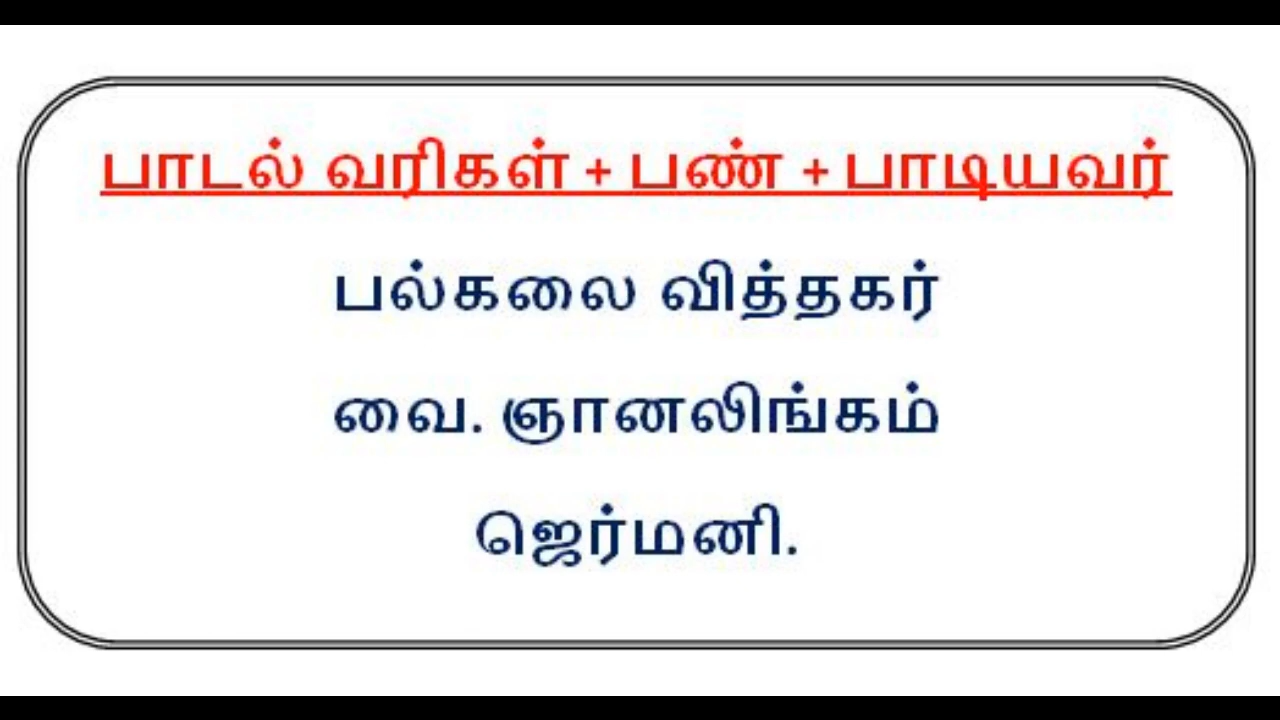 பாடல் வரிகள் + பண் + பாடியவர்
பல்கலை வித்தகர்
வை. ஞானலிங்கம்
ஜெர்மனி.